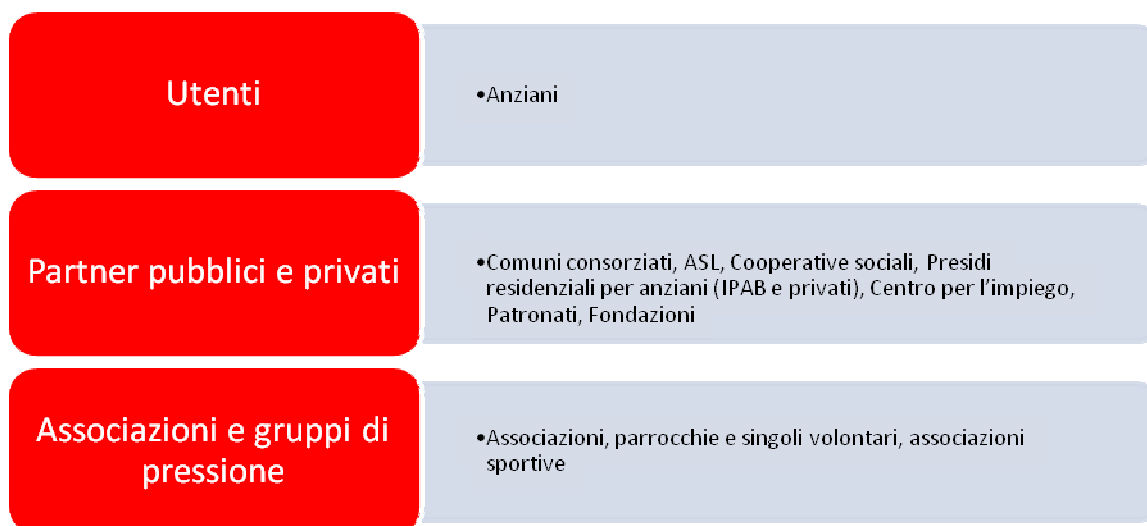 Utenti
•Anziani
Partner pubblici e privati
•Comuni consorziati, ASL, Cooperative sociali, Presidi
residenziali per anziani (IPAB e privati), Centro per l'impiego,
Patronati, Fondazioni
Associazioni e gruppi di
pressione
•Associazioni, parrocchie e singoli volontari, associazioni
sportive